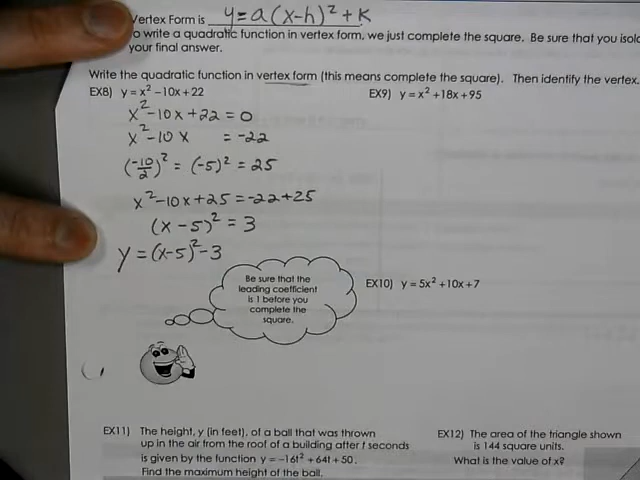 Vertex Form is y=a(x-h)²+k
to write a quadratic function in vertex form, we just complete the square. Be sure that you
your final answer.
Write the quadratic function in vertex form (this means complete the square). Then identify the vertex.
EX8) y = x² −10x + 22
EX9) y = x² +18x + 95
x²-10x+22=0
x²-10x =-22
(-10/2)² = (-5)² = 25
x²-10x+25=-22+25
(x-5)² = 3
y=(x-5)²-3
Be sure that the
leading coefficient
is 1 before you
complete the
square.
EX10) y = 5x² +10x + 7
EX11) The height, y (in feet), of a ball that was thrown
up in the air from the roof of a building after t seconds
is given by the function y = −16t² + 64t + 50.
Find the maximum height of the ball.
EX12) The area of the triangle shown
is 144 square units.
What is the value of x?